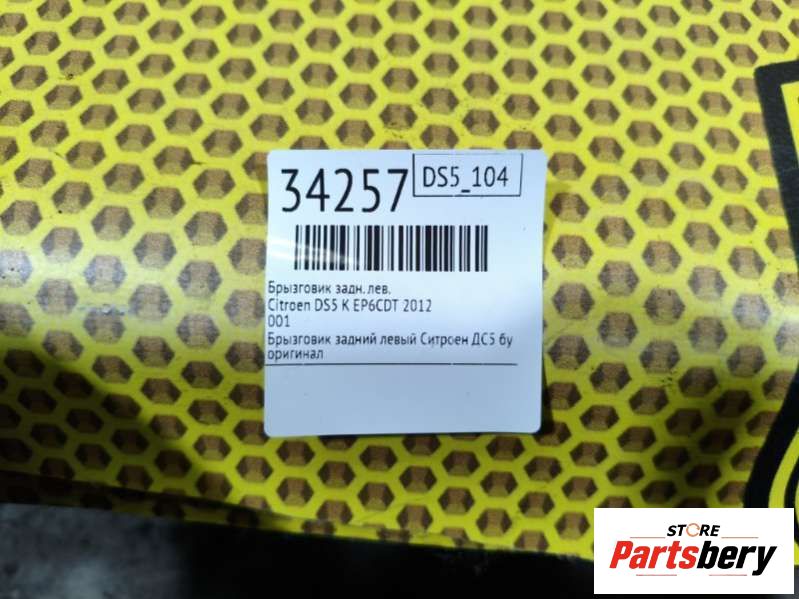 34257
DS5_104
Брызговик задн.лев.
Citroen DS5 K EP6CDT 2012
001
Брызговик задний левый Ситроен ДС5 бу
оригинал
STORE
Partsbery